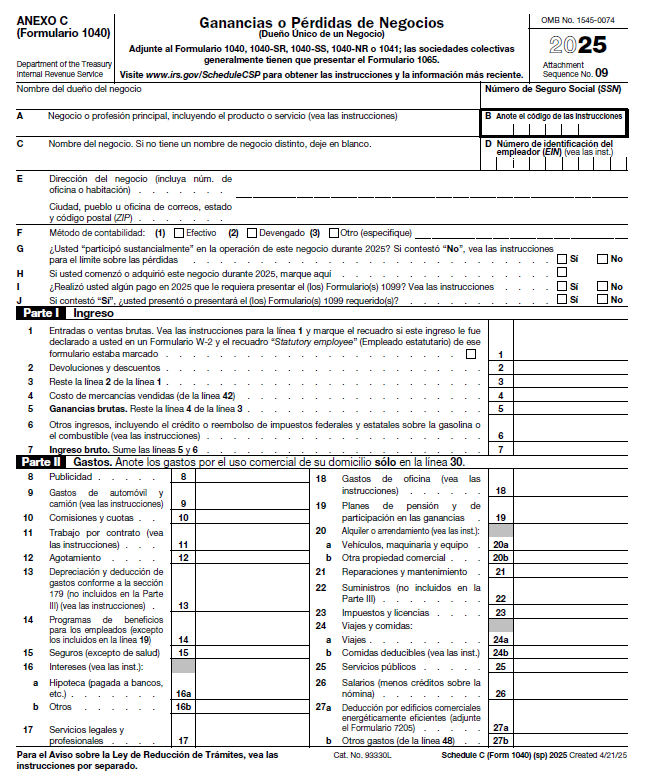 ANEXO C
(Formulario 1040)
Department of the Treasury
Internal Revenue Service
Ganancias o Pérdidas de Negocios
(Dueño Único de un Negocio)
Adjunte al Formulario 1040, 1040-SR, 1040-SS, 1040-NR o 1041; las sociedades colectivas
generalmente tienen que presentar el Formulario 1065.
Visite www.irs.gov/ScheduleCSP para obtener las instrucciones y la información más reciente.
OMB No. 1545-0074
2025
Attachment
Sequence No. 09
Nombre del dueño del negocio
Número de Seguro Social (SSN)
A Negocio o profesión principal, incluyendo el producto o servicio (vea las instrucciones)
B Anote el código de las instrucciones
C Nombre del negocio. Si no tiene un nombre de negocio distinto, deje en blanco.
D Número de identificación del
empleador (EIN) (vea las inst.)
E Dirección del negocio (incluya núm. de
oficina o habitación) . . . . . .
Ciudad, pueblo u oficina de correos, estado
y código postal (ZIP) . . . . . . .
F Método de contabilidad: (1) Efectivo (2) Devengado (3) Otro (especifique)
G ¿Usted "participó sustancialmente" en la operación de este negocio durante 2025? Si contestó "No", vea las instrucciones
para el límite sobre las pérdidas . . . . . . . . . . Sí No
H Si usted comenzó o adquirió este negocio durante 2025, marque aquí . . . . . . . . . .
I ¿Realizó usted algún pago en 2025 que le requiera presentar el (los) Formulario(s) 1099? Vea las instrucciones . . . . Sí No
J Si contestó "Sí", ¿usted presentó o presentará el (los) Formulario(s) 1099 requerido(s)? . . . . . . Sí No
Parte I Ingreso
1 Entradas o ventas brutas. Vea las instrucciones para la línea 1 y marque el recuadro si este ingreso le fue
declarado a usted en un Formulario W-2 y el recuadro "Statutory employee" (Empleado estatutario) de ese
formulario estaba marcado . . . . . . . . . . 1
2 Devoluciones y descuentos . . . . . . . . . . 2
3 Reste la línea 2 de la línea 1 . . . . . . . . . . 3
4 Costo de mercancías vendidas (de la línea 42) . . . . . . . . . . 4
5 Ganancias brutas. Reste la línea 4 de la línea 3 . . . . . . . . . . 5
6 Otros ingresos, incluyendo el crédito o reembolso de impuestos federales y estatales sobre la gasolina o
el combustible (vea las instrucciones) . . . . . . . . . . 6
7 Ingreso bruto. Sume las líneas 5 y 6 . . . . . . . . . . 7
Parte II Gastos. Anote los gastos por el uso comercial de su domicilio sólo en la línea 30.
8 Publicidad . . . . . 8
9 Gastos de automóvil y
camión (vea las instrucciones) 9
10 Comisiones y cuotas . . 10
11 Trabajo por contrato (vea
las instrucciones) . . . . 11
12 Agotamiento . . . . 12
13 Depreciación y deducción de
gastos conforme a la sección
179 (no incluidos en la Parte
III) (vea las instrucciones) . 13
14 Programas de beneficios
para los empleados (excepto
los incluidos en la línea 19) 14
15 Seguros (excepto de salud) 15
16 Intereses (vea las inst.):
a Hipoteca (pagada a bancos,
etc.) . . . . . . . 16a
b Otros . . . . . . 16b
17 Servicios legales y
profesionales . . . . . 17
18 Gastos de oficina (vea las
instrucciones) . . . . . . 18
19 Planes de pensión y de
participación en las ganancias . 19
20 Alquiler o arrendamiento (vea las inst.):
a Vehículos, maquinaria y equipo . 20a
b Otra propiedad comercial . . . 20b
21 Reparaciones y mantenimiento . 21
22 Suministros (no incluidos en la
Parte III) . . . . . . . . 22
23 Impuestos y licencias . . . . 23
24 Viajes y comidas:
a Viajes . . . . . . . . . 24a
b Comidas deducibles (vea las inst.) 24b
25 Servicios públicos . . . . . 25
26 Salarios (menos créditos sobre la
nómina) . . . . . . . . 26
27a Deducción por edificios comerciales
energéticamente eficientes (adjunte
el Formulario 7205) . . . . . 27a
b Otros gastos (de la línea 48) . . 27b
Para el Aviso sobre la Ley de Reducción de Trámites, vea las
instrucciones por separado.
Cat. No. 93330L
Schedule C (Form 1040) (sp) 2025 Created 4/21/25